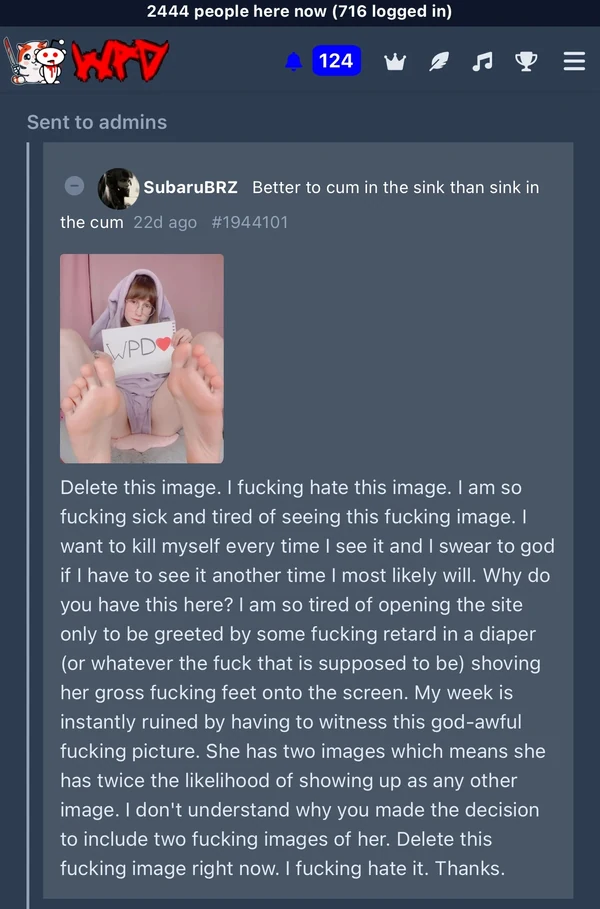 2444 people here now (716 logged in)
WPD
124
Sent to admins
SubaruBRZ Better to cum in the sink than sink in
the cum 22d ago #1944101
WPD
Delete this image. I fucking hate this image. I am so
fucking sick and tired of seeing this fucking image. I
want to kill myself every time I see it and I swear to god
if I have to see it another time I most likely will. Why do
you have this here? I am so tired of opening the site
only to be greeted by some fucking retard in a diaper
(or whatever the fuck that is supposed to be) shoving
her gross fucking feet onto the screen. My week is
instantly ruined by having to witness this god-awful
fucking picture. She has two images which means she
has twice the likelihood of showing up as any other
image. I don't understand why you made the decision
to include two fucking images of her. Delete this
fucking image right now. I fucking hate it. Thanks.